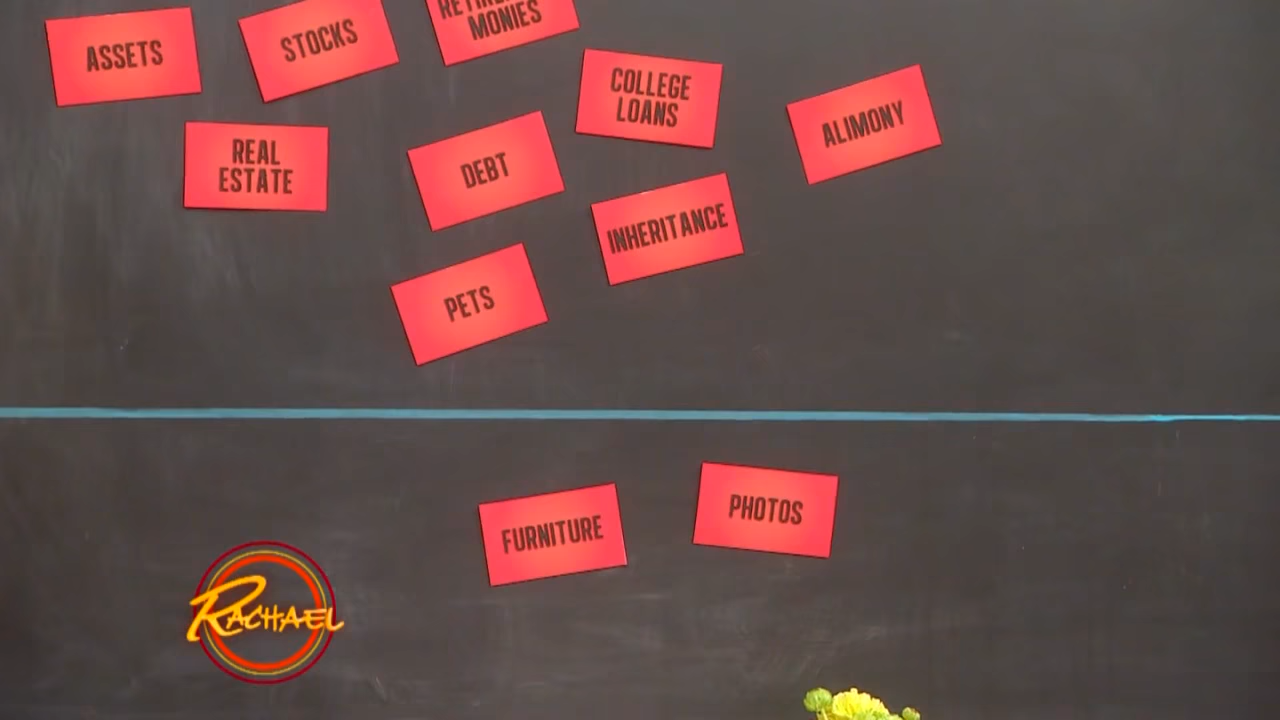 ASSETS
STOCKS
MONIES
COLLEGE
LOANS
ALIMONY
REAL
ESTATE
DEBT
INHERITANCE
PETS
FURNITURE
PHOTOS
RACHAEL